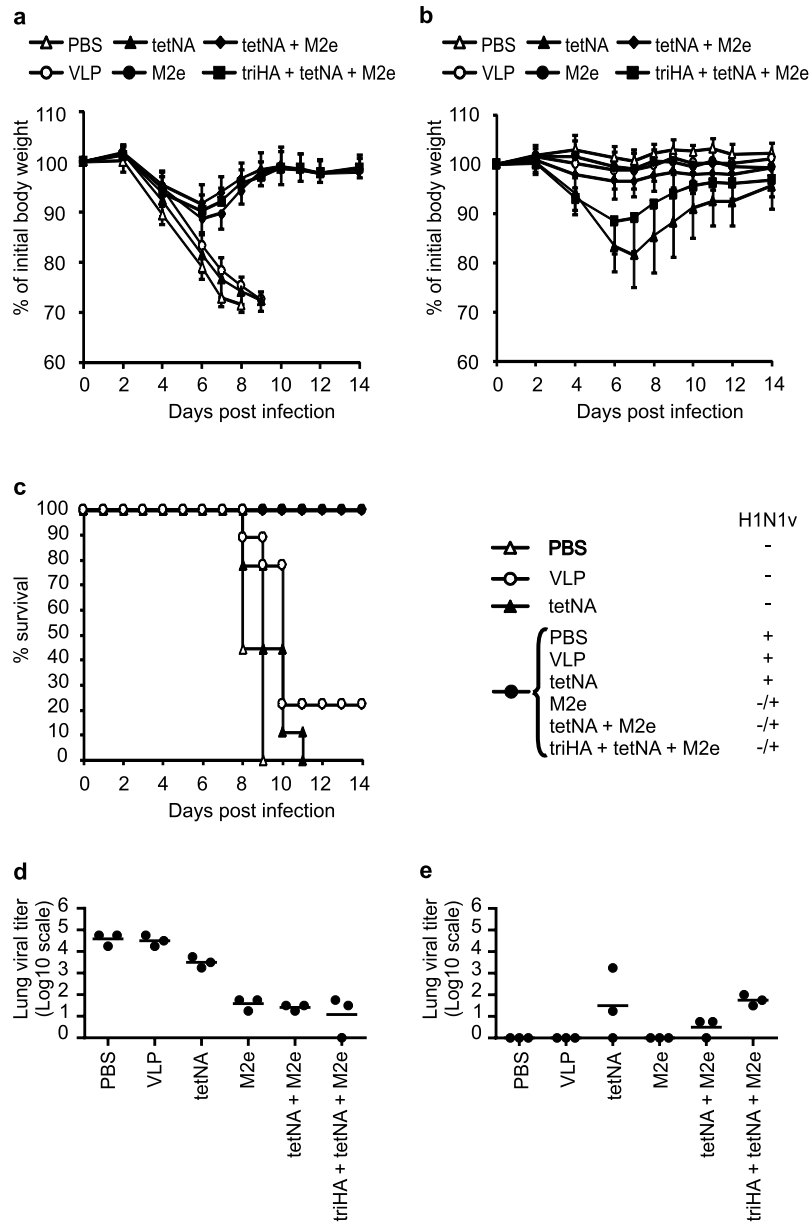 a
PBS tetNA tetNA + M2e
VLP M2e triHA + tetNA + M2e
110
100
90
80
70
60
% of initial body weight
0 2 4 6 8 10 12 14
Days post infection
b
PBS tetNA tetNA + M2e
VLP M2e triHA + tetNA + M2e
110
100
90
80
70
60
% of initial body weight
0 2 4 6 8 10 12 14
Days post infection
c
100
90
80
70
60
50
40
30
20
10
0
% survival
0 2 4 6 8 10 12 14
Days post infection
H1N1v
PBS -
VLP -
tetNA -
PBS +
VLP +
tetNA +
M2e -/+
tetNA + M2e -/+
triHA + tetNA + M2e -/+
d
Lung viral titer
(Log10 scale)
6
5
4
3
2
1
0
PBS
VLP
tetNA
M2e
tetNA + M2e
triHA + tetNA + M2e
e
Lung viral titer
(Log10 scale)
6
5
4
3
2
1
0
PBS
VLP
tetNA
M2e
tetNA + M2e
triHA + tetNA + M2e